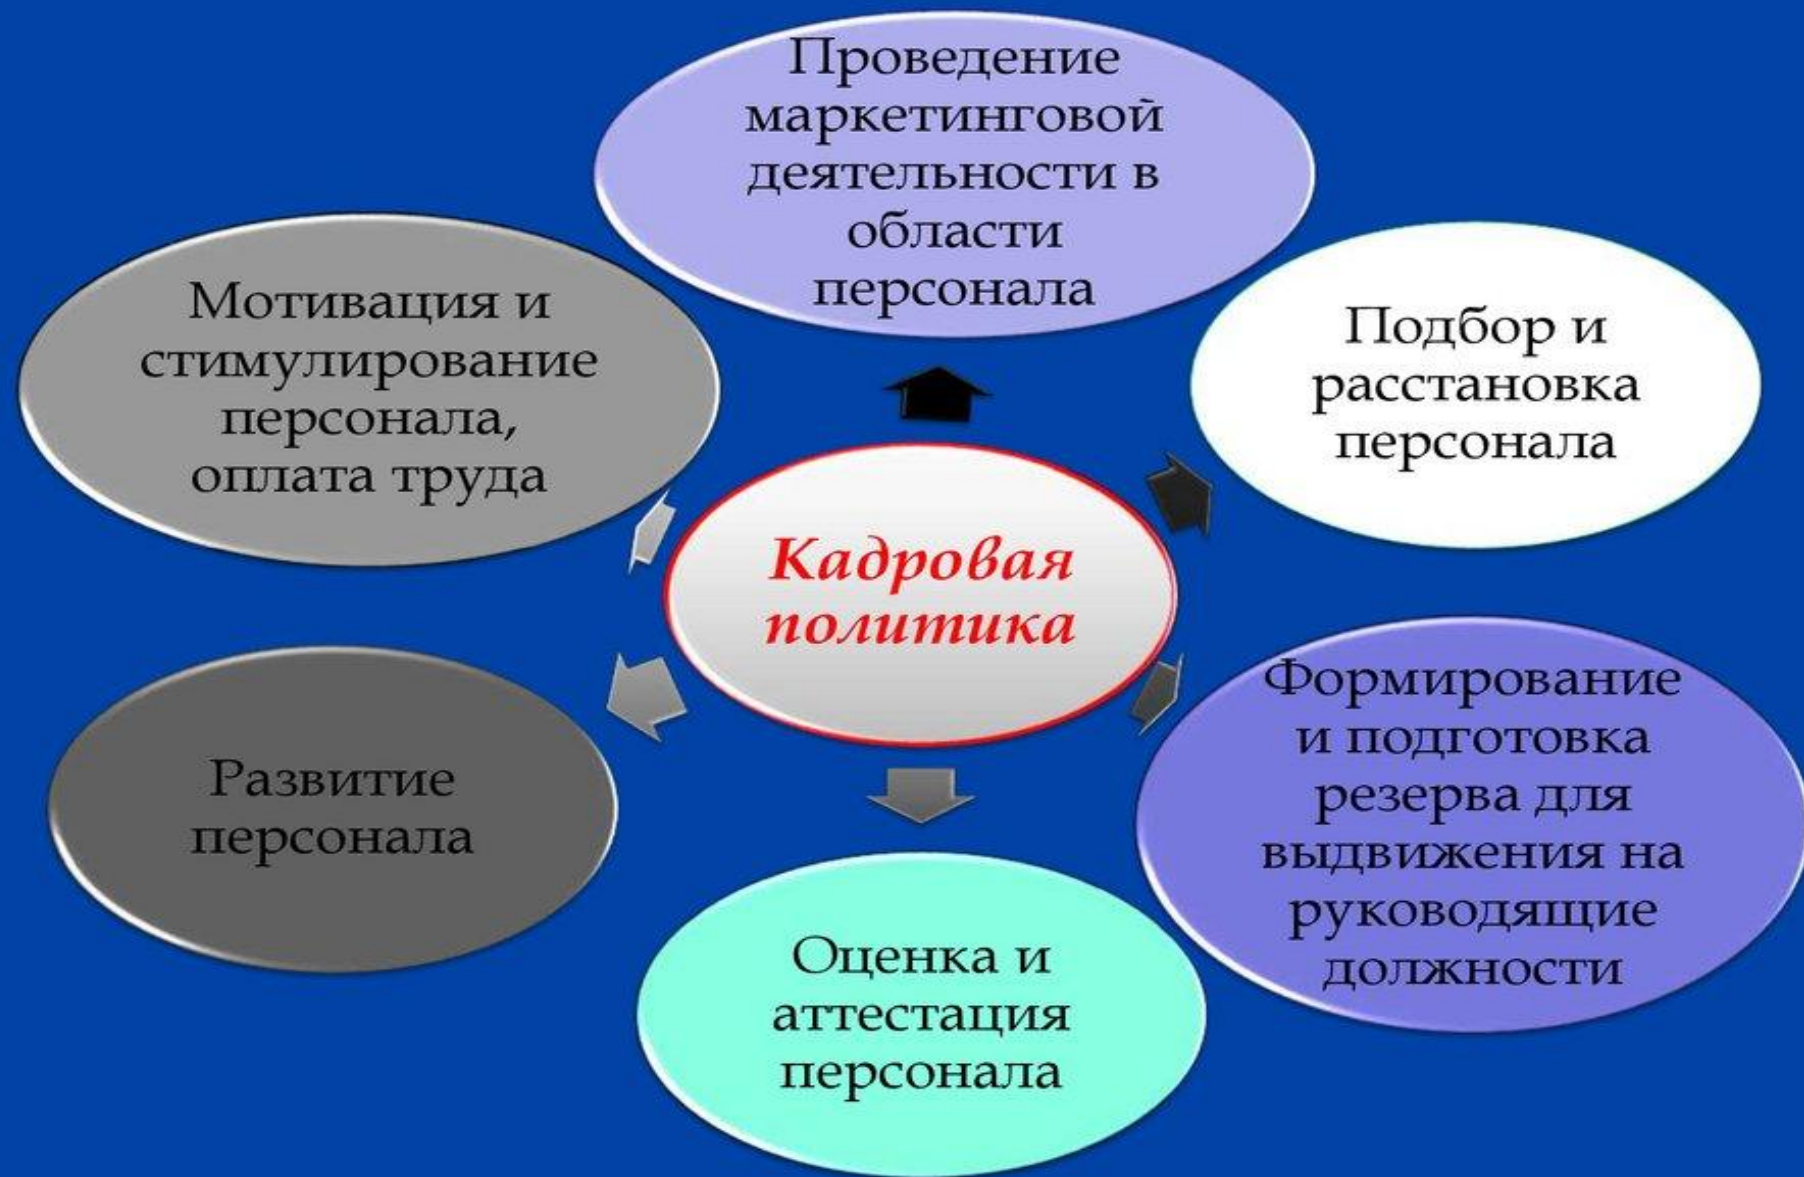 Проведение
маркетинговой
деятельности в
области
персонала
Мотивация и
стимулирование
персонала,
оплата труда
Подбор и
расстановка
персонала
Кадровая
политика
Формирование
и подготовка
резерва для
выдвижения на
руководящие
должности
Развитие
персонала
Оценка и
аттестация
персонала